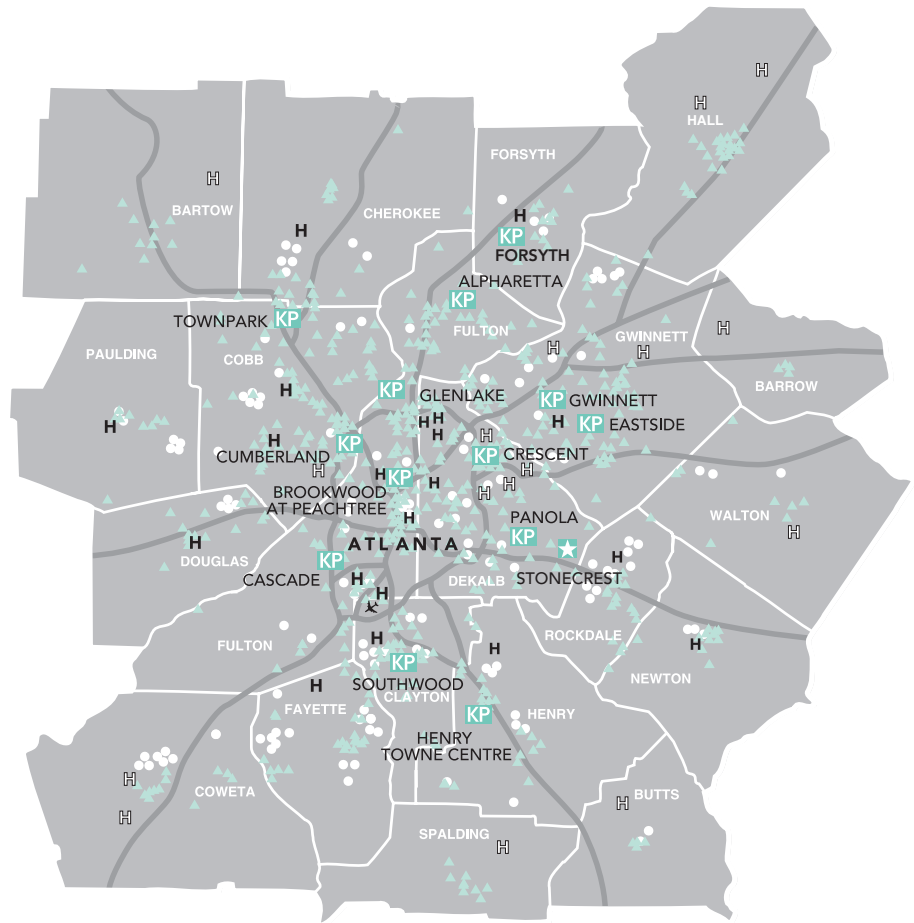 H
H
HALL
FORSYTH
H
BARTOW
CHEROKEE
H
H
KP
FORSYTH
ALPHARETTA
KP
TOWNPARK
KP
FULTON
GWINNETT
H
PAULDING
COBB
H
H
BARROW
KP
H
GLENLAKE
KP
GWINNETT
H
H
H
H
KP
EASTSIDE
H
H
H
KP
CUMBERLAND
KP
CRESCENT
H
H
KP
H
H
H
H
BROOKWOOD
AT PEACHTREE
H
PANOLA
WALTON
KP
H
H
ATLANTA
DOUGLAS
KP
CASCADE
H
DEKALB
STONECREST
H
H
FULTON
H
ROCKDALE
H
H
KP
NEWTON
SOUTHWOOD
H
CLAYTON
FAYETTE
KP
HENRY
HENRY
TOWNE CENTRE
H
COWETA
H
H
BUTTS
SPALDING
H